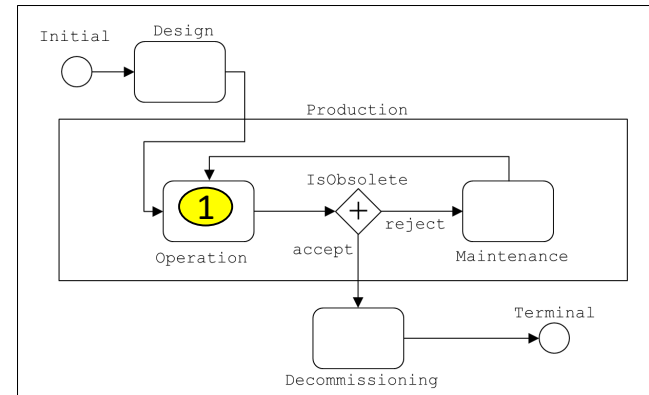 Initial
Design
Production
IsObsolete
1
reject
accept
Operation
Maintenance
Terminal
Decommissioning